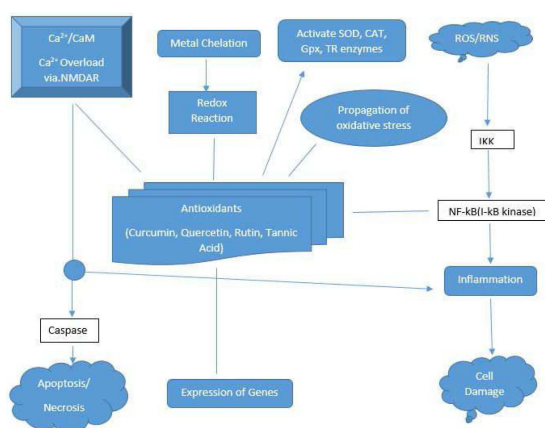 Ca²⁺/CaM
Ca²⁺ Overload
via.NMDAR
Metal Chelation
Activate SOD, CAT,
Gpx, TR enzymes
ROS/RNS
Redox
Reaction
Propagation of
oxidative stress
IKK
Antioxidants
(Curcumin, Quercetin, Rutin, Tannic
Acid)
NF-kB(I-kB kinase)
Inflammation
Caspase
Apoptosis/
Necrosis
Expression of Genes
Cell
Damage